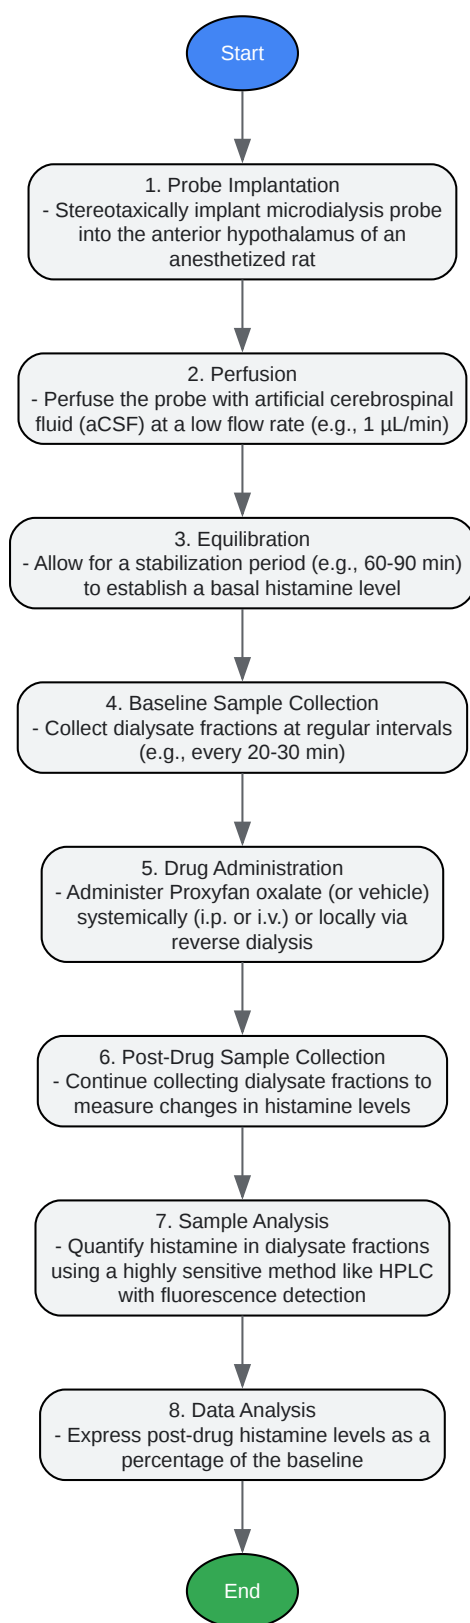 Start
1. Probe Implantation
- Stereotaxically implant microdialysis probe
into the anterior hypothalamus of an
anesthetized rat
2. Perfusion
- Perfuse the probe with artificial cerebrospinal
fluid (aCSF) at a low flow rate (e.g., 1 µL/min)
3. Equilibration
- Allow for a stabilization period (e.g., 60-90 min)
to establish a basal histamine level
4. Baseline Sample Collection
- Collect dialysate fractions at regular intervals
(e.g., every 20-30 min)
5. Drug Administration
- Administer Proxyfan oxalate (or vehicle)
systemically (i.p. or i.v.) or locally via
reverse dialysis
6. Post-Drug Sample Collection
- Continue collecting dialysate fractions to
measure changes in histamine levels
7. Sample Analysis
- Quantify histamine in dialysate fractions
using a highly sensitive method like HPLC
with fluorescence detection
8. Data Analysis
- Express post-drug histamine levels as a
percentage of the baseline
End